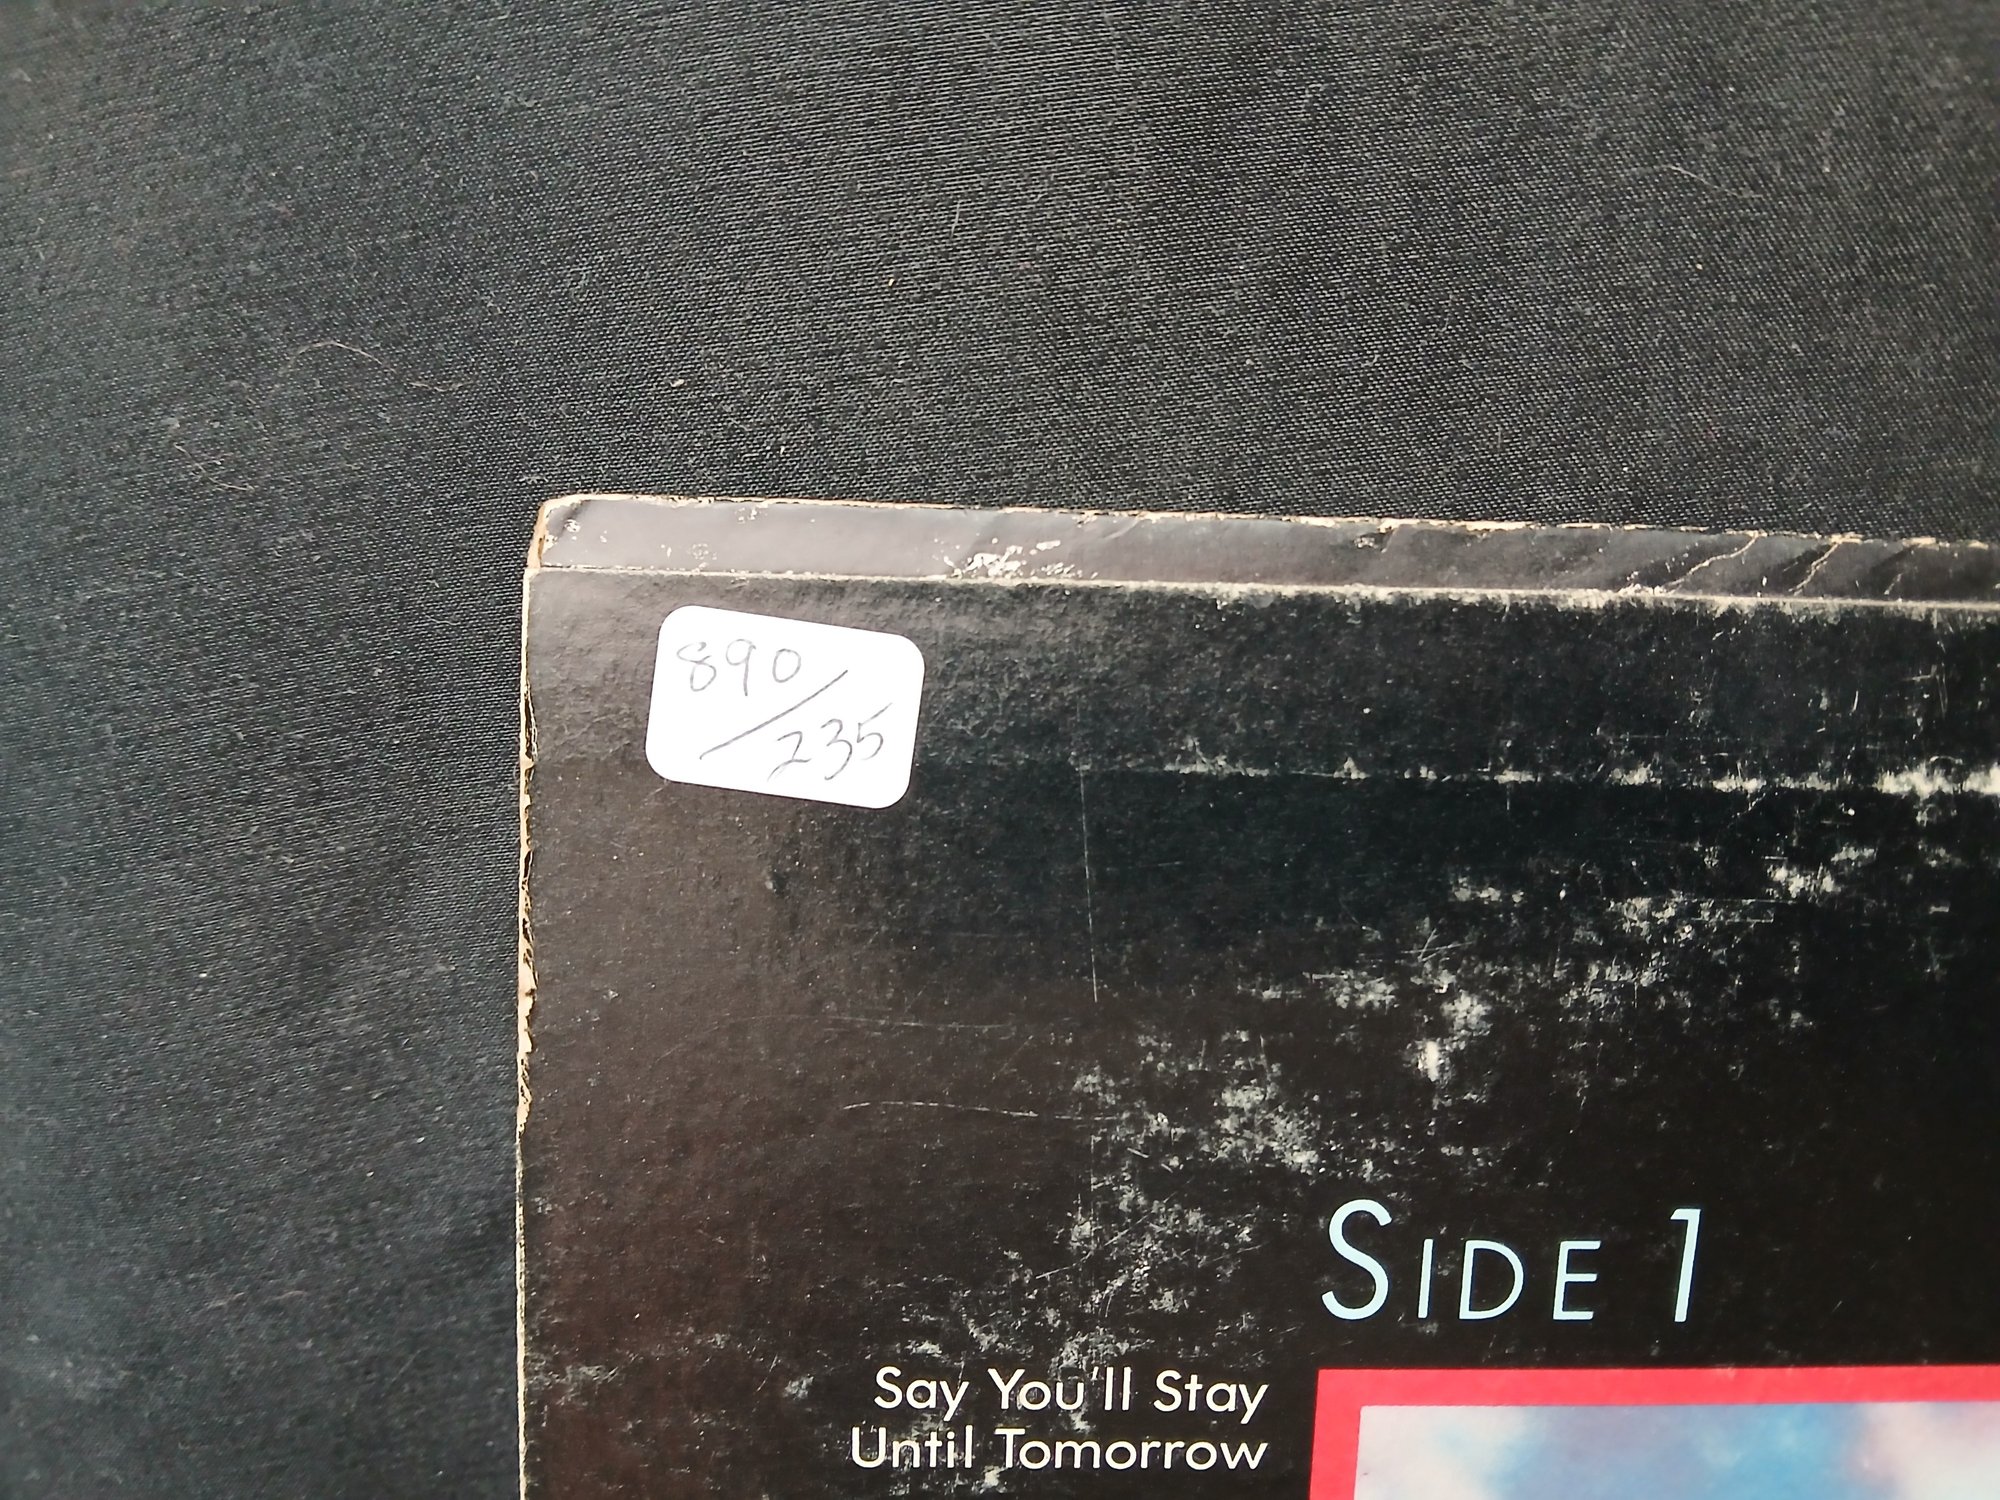 890
/235
SIDE 1
Say You'll Stay
Until Tomorrow